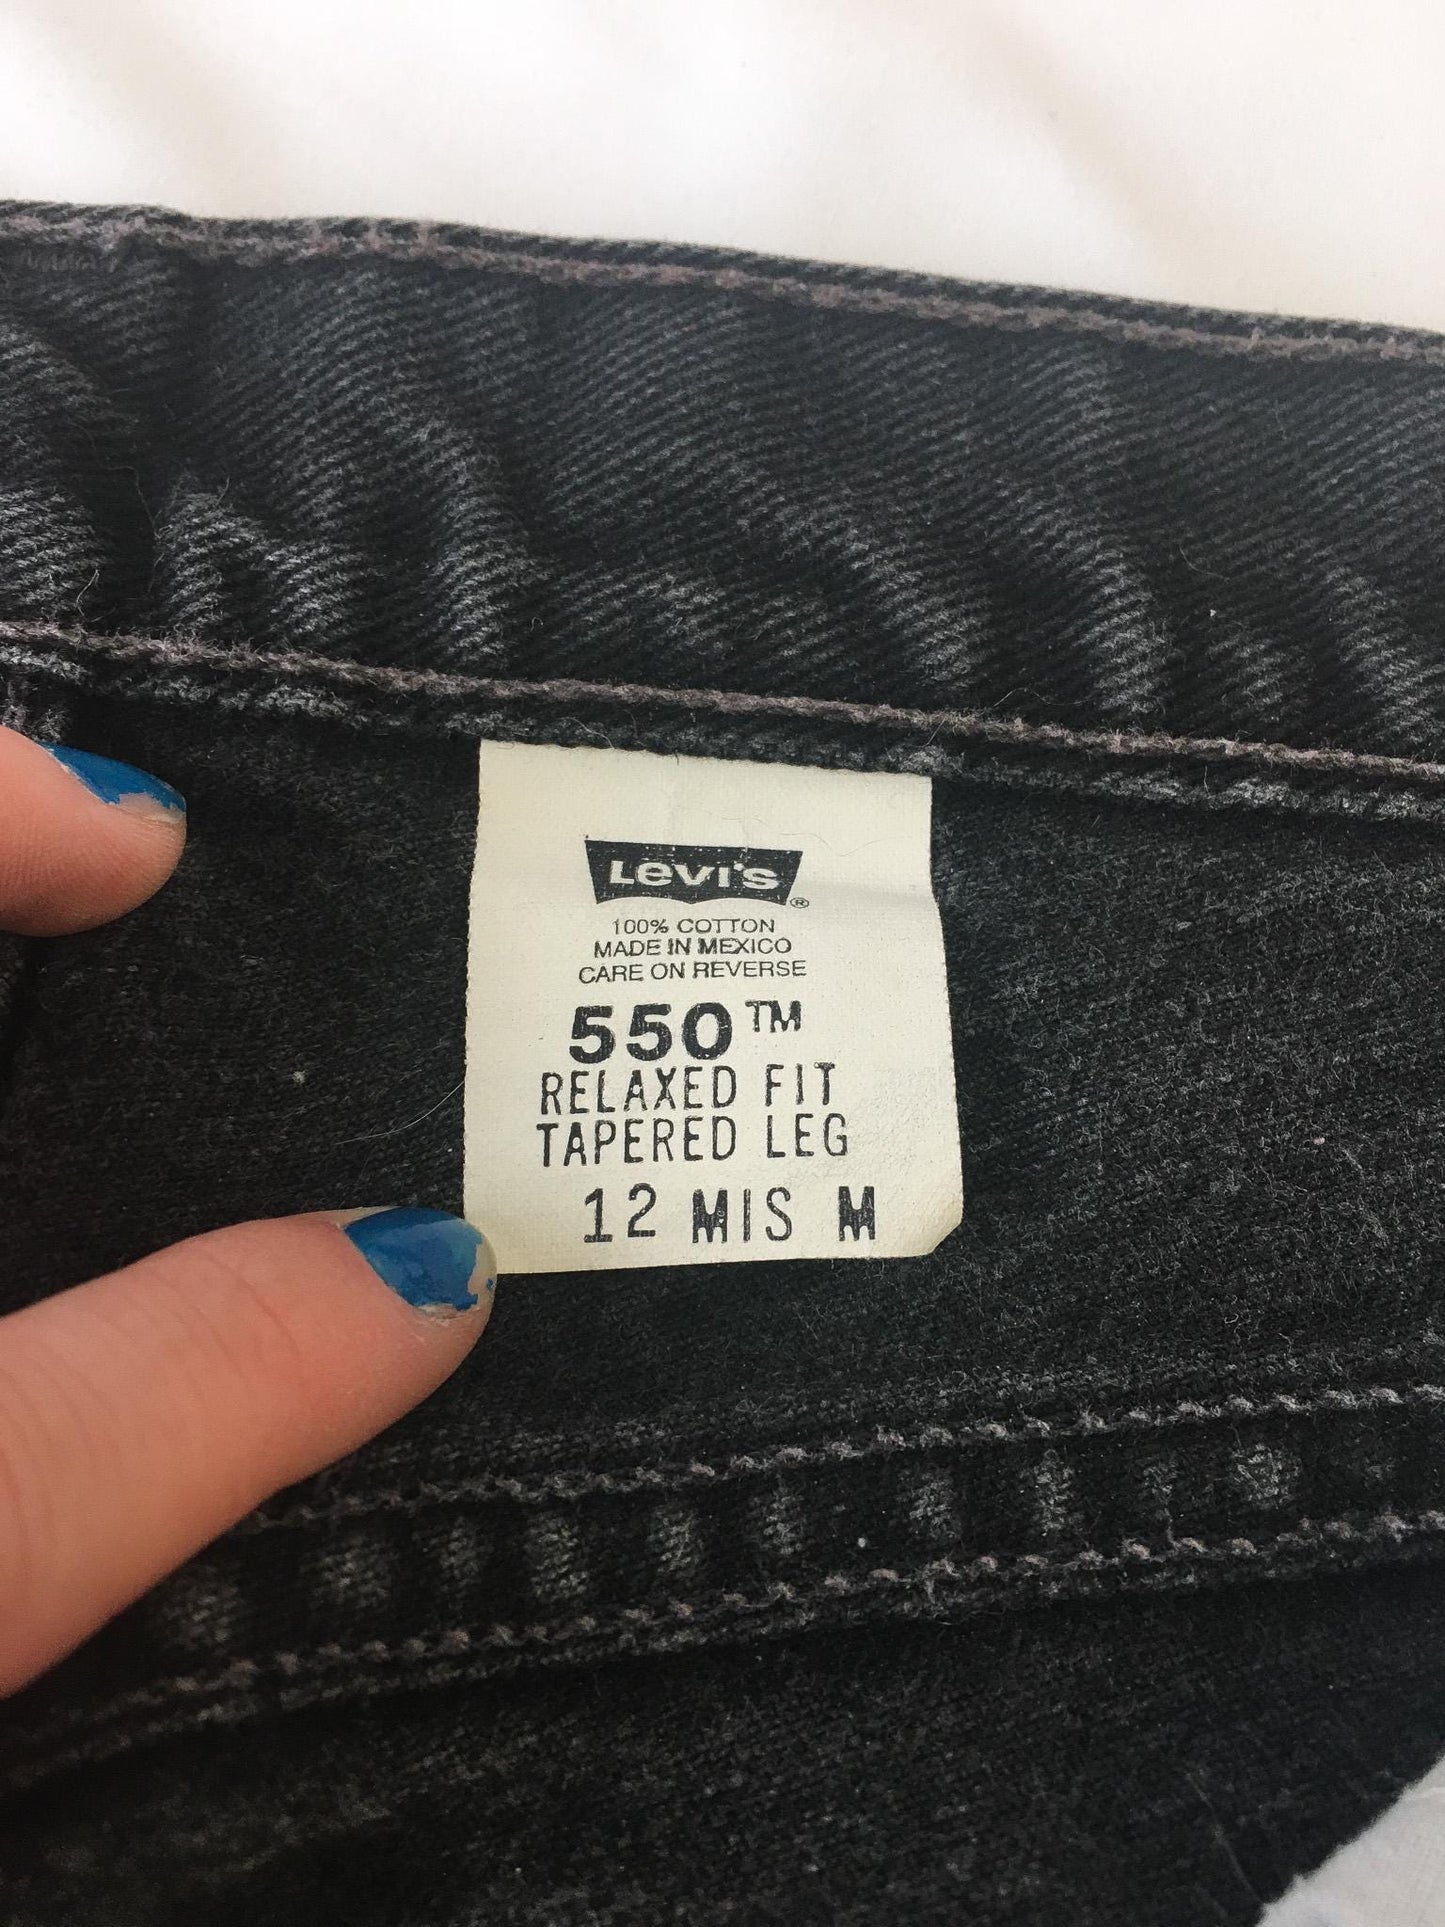 Levi's®
100% COTTON
MADE IN MEXICO
CARE ON REVERSE
550™
RELAXED FIT
TAPERED LEG
12 MIS M